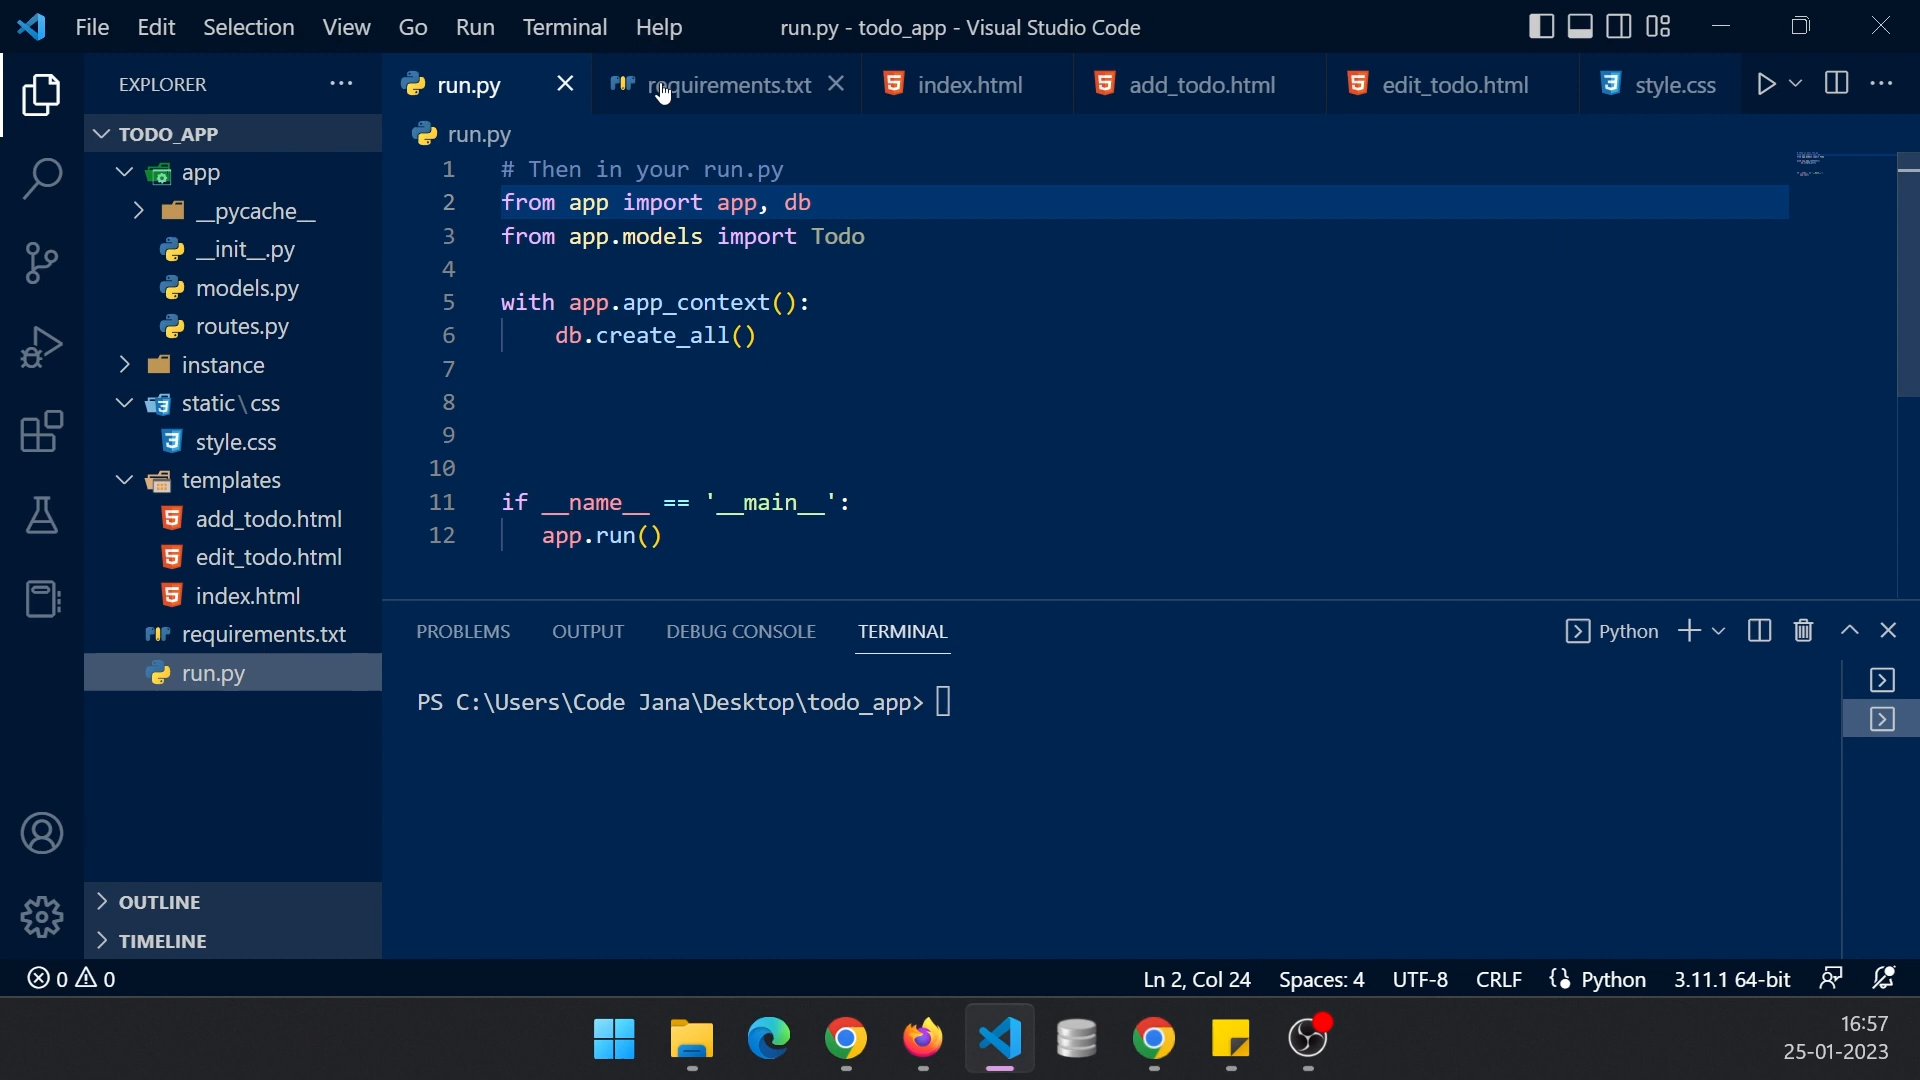 File Edit Selection View Go Run Terminal Help run.py - todo_app - Visual Studio Code
EXPLORER
run.py requirements.txt index.html add_todo.html edit_todo.html style.css
TODO_APP
app
__pycache__
__init__.py
models.py
routes.py
instance
static\css
style.css
templates
add_todo.html
edit_todo.html
index.html
requirements.txt
run.py
OUTLINE
TIMELINE
run.py
1 # Then in your run.py
2 from app import app, db
3 from app.models import Todo
4
5 with app.app_context():
6 db.create_all()
7
8
9
10
11 if __name__ == '__main__':
12 app.run()
PROBLEMS OUTPUT DEBUG CONSOLE TERMINAL Python
PS C:\Users\Code Jana\Desktop\todo_app>
0 0 Ln 2, Col 24 Spaces: 4 UTF-8 CRLF Python 3.11.1 64-bit
16:57
25-01-2023